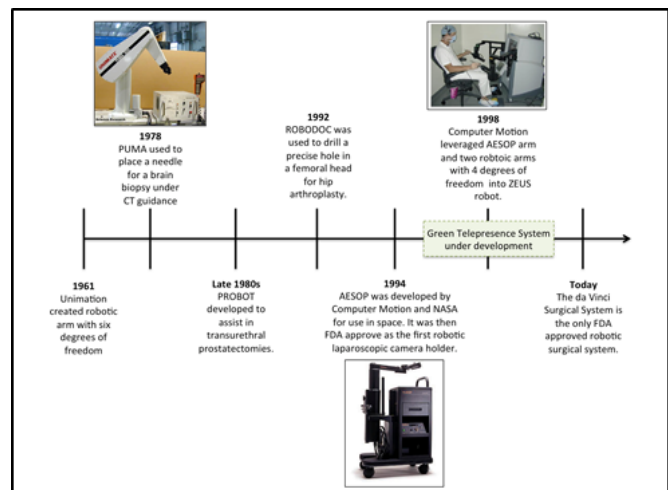 1978
PUMA used to
place a needle
for a brain
biopsy under
CT guidance
1992
ROBODOC was
used to drill a
precise hole in
a femoral head
for hip
arthroplasty.
1998
Computer Motion
leveraged AESOP arm
and two robtoic arms
with 4 degrees of
freedom into ZEUS
robot.
Green Telepresence System
under development
1961
Unimation
created robotic
arm with six
degrees of
freedom
Late 1980s
PROBOT
developed to
assist in
transurethral
prostatectomies.
1994
AESOP was developed by
Computer Motion and NASA
for use in space. It was then
FDA approve as the first robotic
laparoscopic camera holder.
Today
The da Vinci
Surgical System is
the only FDA
approved robotic
surgical system.